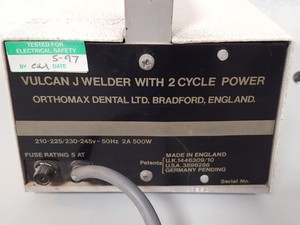 TESTED FOR
ELECTRICAL SAFETY
5-97
BY DATE
VULCAN J WELDER WITH 2 CYCLE POWER
ORTHOMAX DENTAL LTD. BRADFORD, ENGLAND.
210-225/230-245v-50Hz 2A 500W
FUSE RATING 5 AT
MADE IN ENGLAND
Patents U.K. 1446309/10
U.S.A. 3896286
GERMANY PENDING
Serial No.